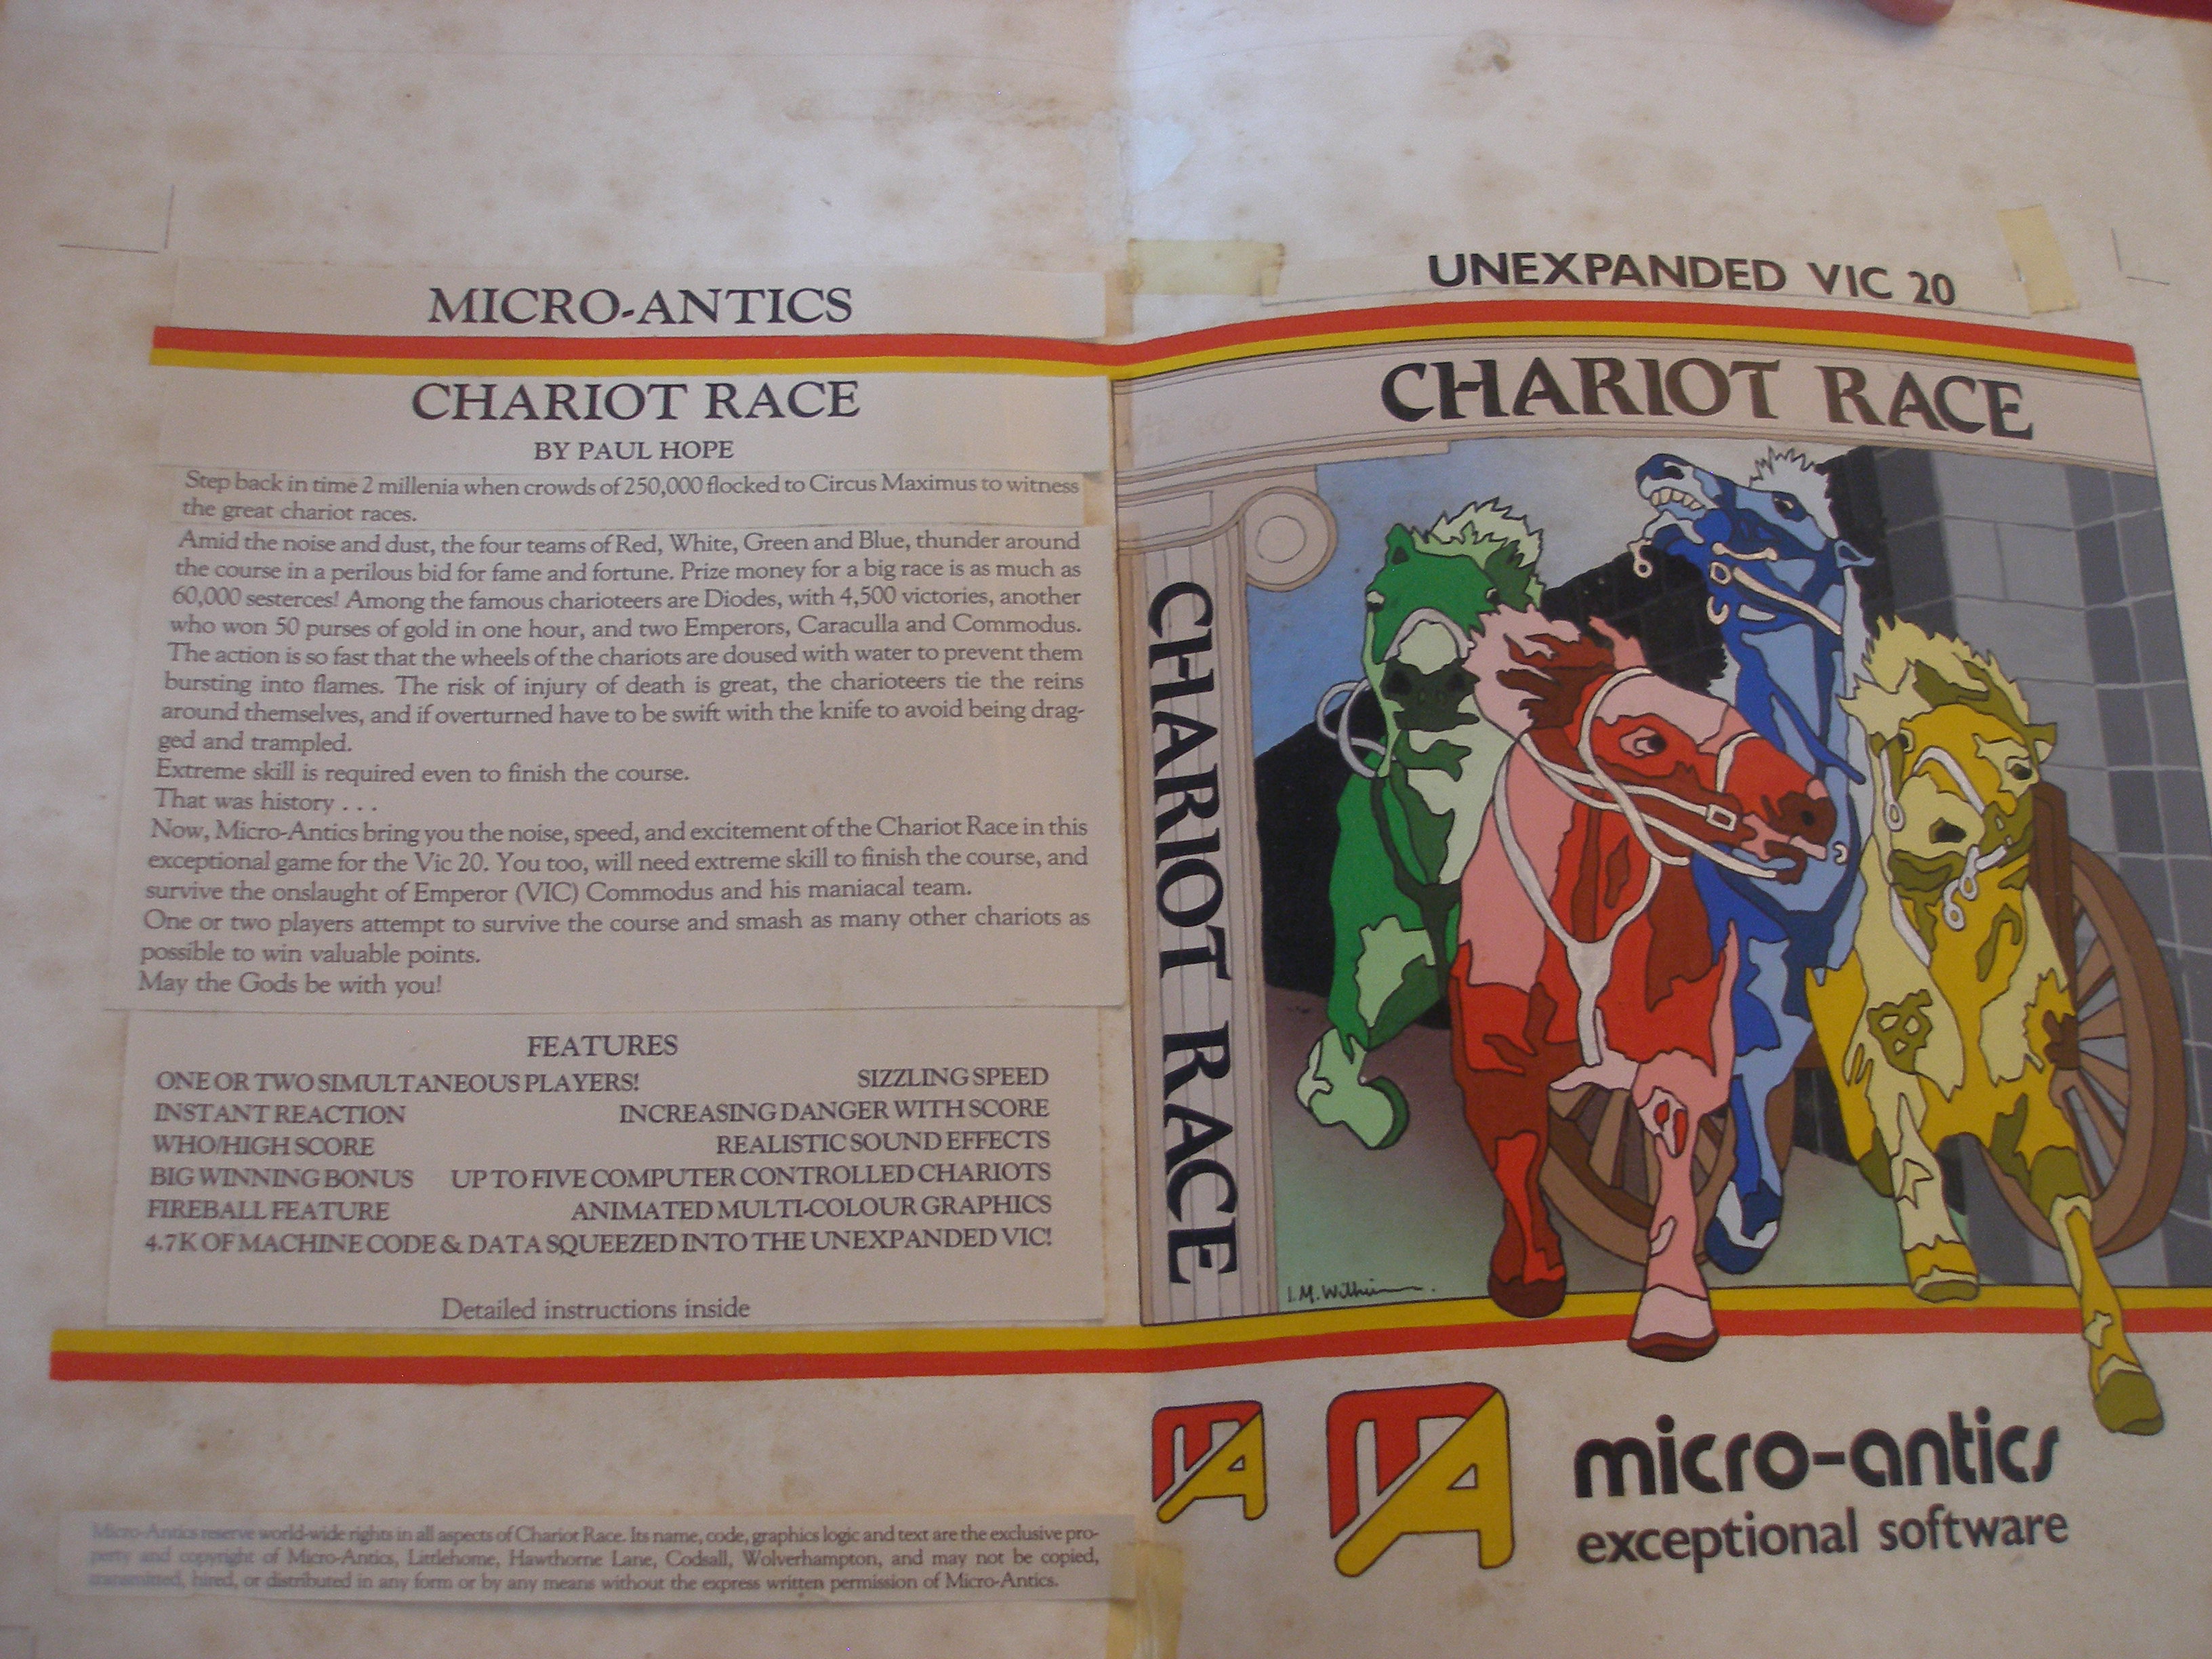 MICRO-ANTICS
CHARIOT RACE
BY PAUL HOPE
Step back in time 2 millenia when crowds of 250,000 flocked to Circus Maximus to witness
the great chariot races.
Amid the noise and dust, the four teams of Red, White, Green and Blue, thunder around
the course in a perilous bid for fame and fortune. Prize money for a big race is as much as
60,000 sesterces! Among the famous charioteers are Diodes, with 4,500 victories, another
who won 50 purses of gold in one hour, and two Emperors, Caraculla and Commodus.
The action is so fast that the wheels of the chariots are doused with water to prevent them
bursting into flames. The risk of injury of death is great, the charioteers tie the reins
around themselves, and if overturned have to be swift with the knife to avoid being drag-
ged and trampled.
Extreme skill is required even to finish the course.
That was history . . .
Now, Micro-Antics bring you the noise, speed, and excitement of the Chariot Race in this
exceptional game for the Vic 20. You too, will need extreme skill to finish the course, and
survive the onslaught of Emperor (VIC) Commodus and his maniacal team.
One or two players attempt to survive the course and smash as many other chariots as
possible to win valuable points.
May the Gods be with you!
FEATURES
ONE OR TWO SIMULTANEOUS PLAYERS! SIZZLING SPEED
INSTANT REACTION INCREASING DANGER WITH SCORE
WHO/HIGH SCORE REALISTIC SOUND EFFECTS
BIG WINNING BONUS UP TO FIVE COMPUTER CONTROLLED CHARIOTS
FIREBALL FEATURE ANIMATED MULTI-COLOUR GRAPHICS
4.7K OF MACHINE CODE & DATA SQUEEZED INTO THE UNEXPANDED VIC!
Detailed instructions inside
Micro-Antics reserve world-wide rights in all aspects of Chariot Race. Its name, code, graphics logic and text are the exclusive pro-
perty and copyright of Micro-Antics, Littlehome, Hawthorne Lane, Codsall, Wolverhampton, and may not be copied,
transmitted, hired, or distributed in any form or by any means without the express written permission of Micro-Antics.
CHARIOT RACE
MA
UNEXPANDED VIC 20
CHARIOT RACE
I.M.
MA
micro-antics
exceptional software